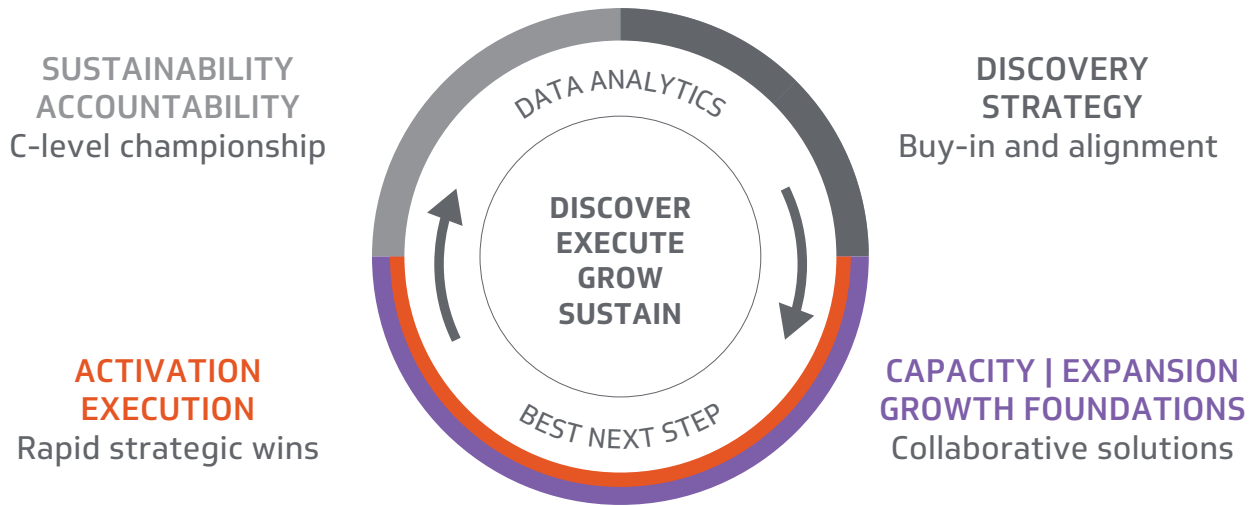 SUSTAINABILITY
ACCOUNTABILITY
C-level championship
DISCOVERY
STRATEGY
Buy-in and alignment
DATA ANALYTICS
DISCOVER
EXECUTE
GROW
SUSTAIN
BEST NEXT STEP
ACTIVATION
EXECUTION
Rapid strategic wins
CAPACITY | EXPANSION
GROWTH FOUNDATIONS
Collaborative solutions